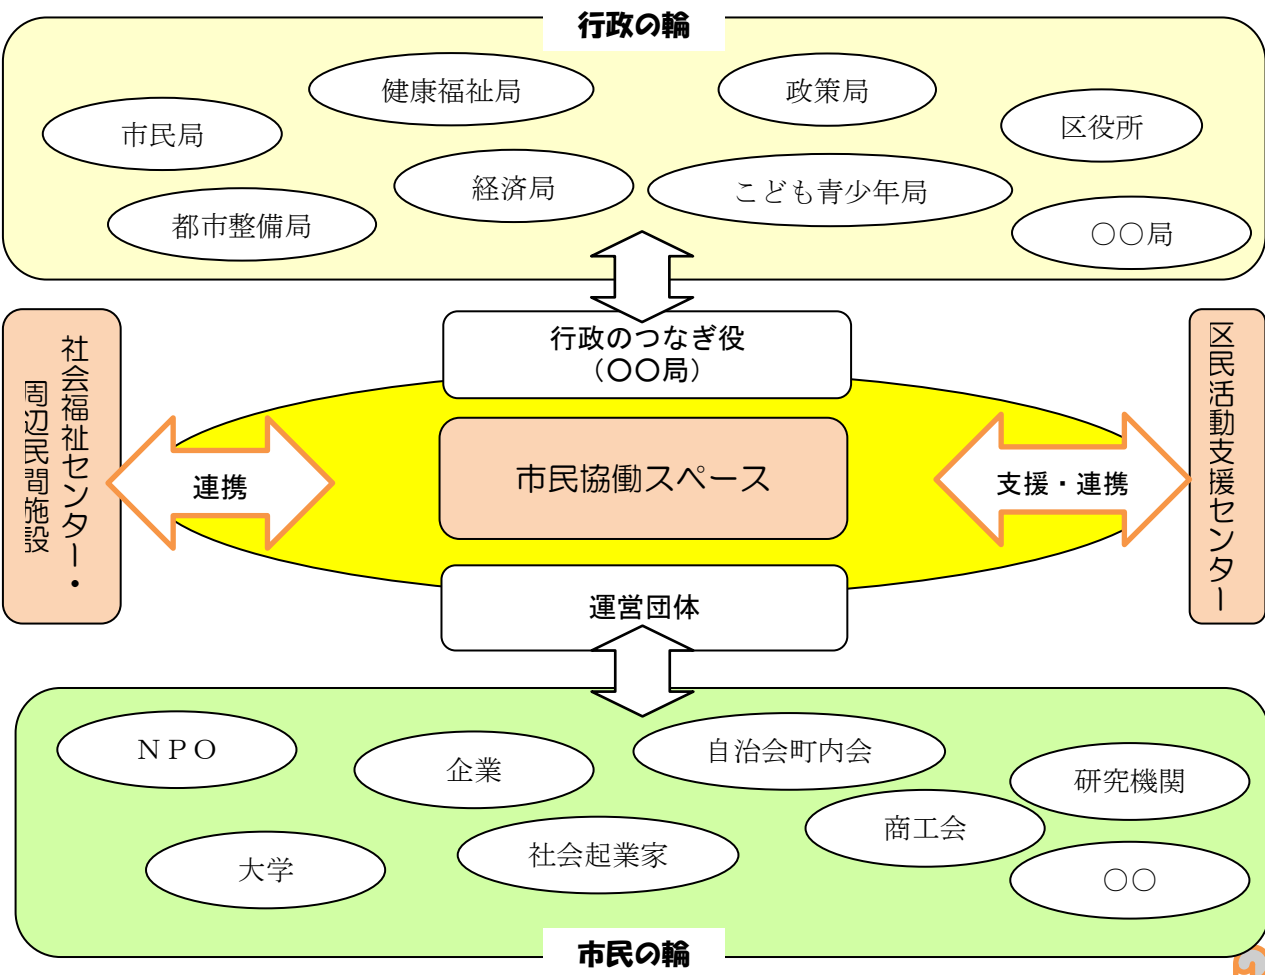 行政の輪
健康福祉局
政策局
市民局
区役所
経済局
こども青少年局
都市整備局
〇〇局
行政のつなぎ役
（〇〇局）
社会福祉センター・
周辺民間施設
連携
市民協働スペース
支援・連携
区民活動支援センター
運営団体
ＮＰＯ
企業
自治会町内会
研究機関
商工会
社会起業家
大学
〇〇
市民の輪